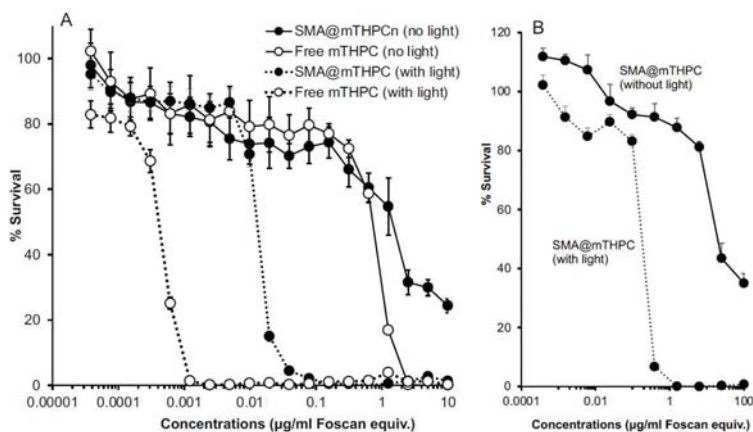 A
SMA@mTHPCn (no light)
Free mTHPC (no light)
SMA@mTHPC (with light)
Free mTHPC (with light)
100
80
60
40
20
0
% Survival
0.00001 0.0001 0.001 0.01 0.1 1 10
Concentrations (µg/ml Foscan equiv.)
B
120
100
80
60
40
20
0
% Survival
SMA@mTHPC
(without light)
SMA@mTHPC
(with light)
0.0001 0.01 1 100
Concentrations (µg/ml Foscan equiv.)